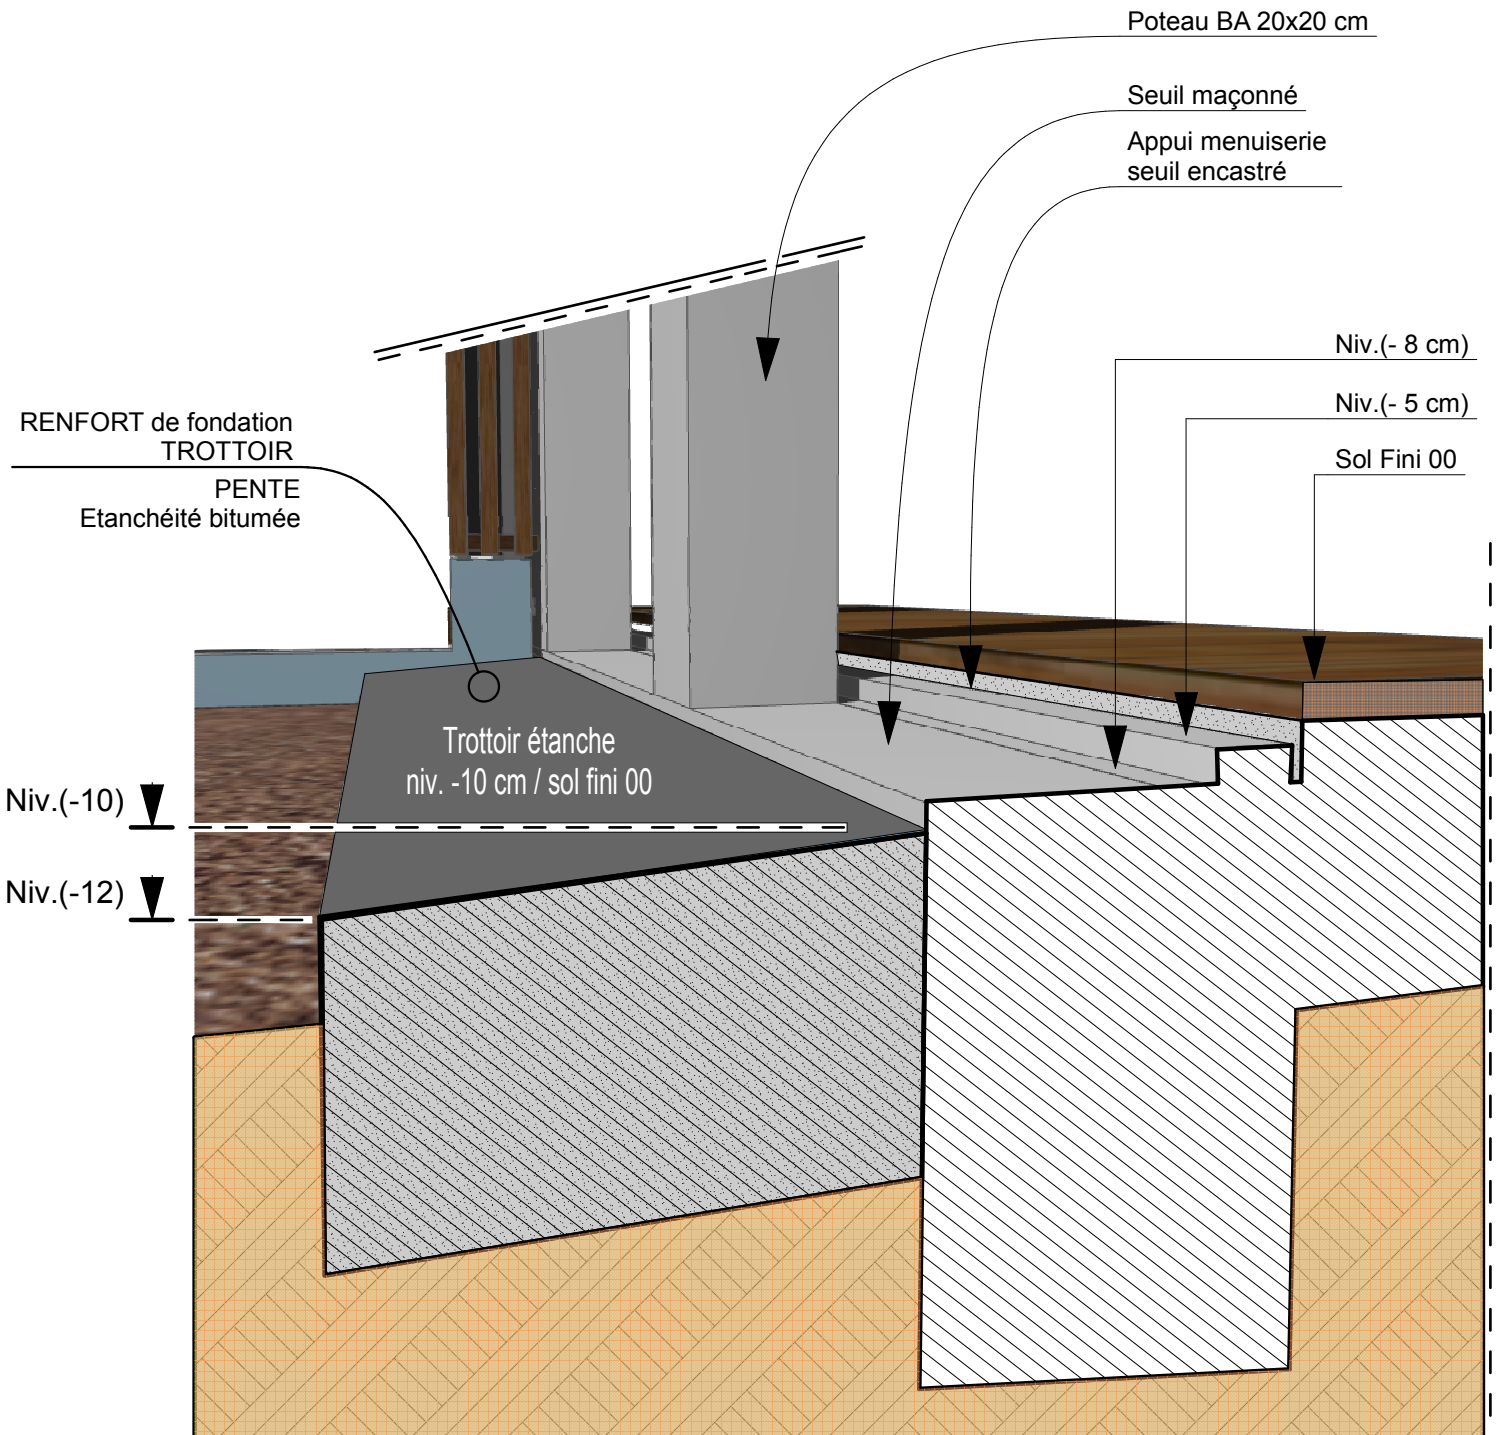 Poteau BA 20x20 cm
Seuil maçonné
Appui menuiserie
seuil encastré
Niv.(- 8 cm)
Niv.(- 5 cm)
Sol Fini 00
RENFORT de fondation
TROTTOIR
PENTE
Etanchéité bitumée
Trottoir étanche
niv. -10 cm / sol fini 00
Niv.(-10)
Niv.(-12)